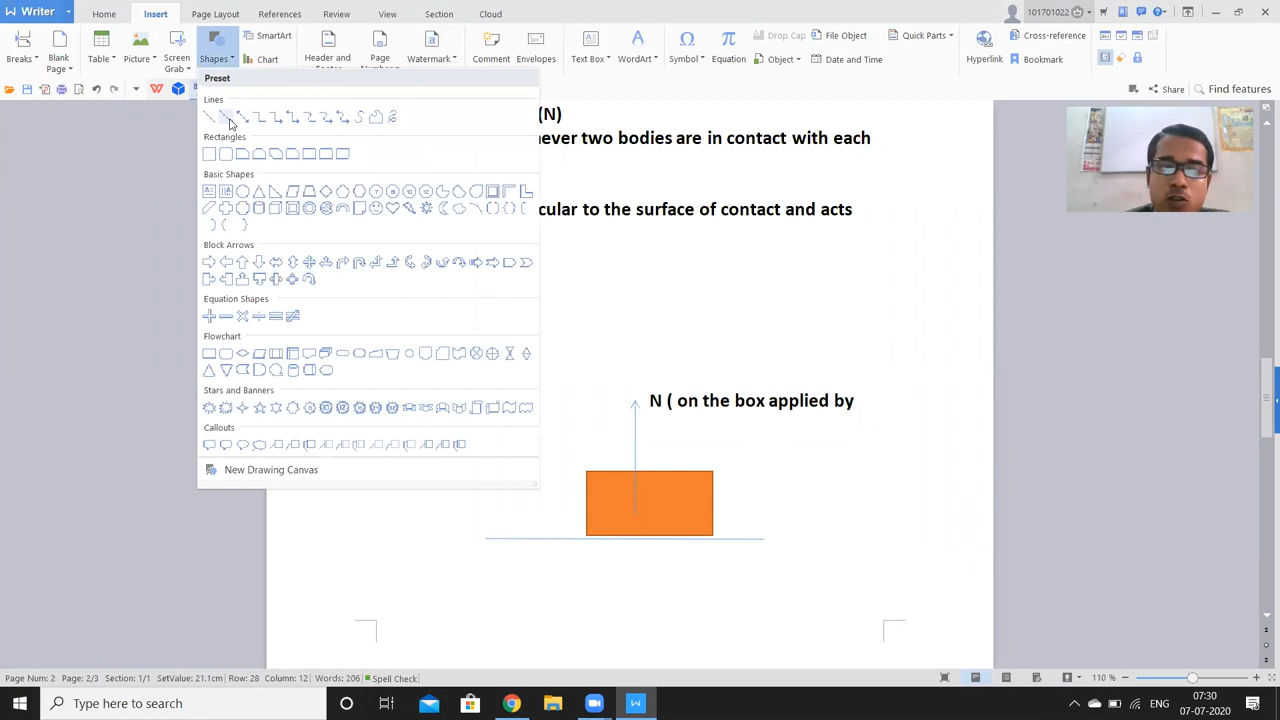 Writer
Home
Insert
Page Layout
References
Review
View
Section
Cloud
101701022
Breaks
Blank
Page
Table
Picture
Screen
Grab
Shapes
SmartArt
Chart
Header and
Page
Watermark
Comment
Envelopes
Text Box
WordArt
Drop Cap
Object
File Object
Date and Time
Symbol
Equation
Quick Parts
Hyperlink
Cross-reference
Bookmark
Share
Find features
Preset
Lines
Rectangles
Basic Shapes
Block Arrows
Equation Shapes
Flowchart
Stars and Banners
Callouts
New Drawing Canvas
(N)
never two bodies are in contact with each
cular to the surface of contact and acts
N ( on the box applied by
Page Num: 2 Page: 2/3 Section: 1/1 SetValue: 21.1cm Row: 28 Column: 12 Words: 206 Spell Check
110 %
Type here to search
ENG
07:30
07-07-2020